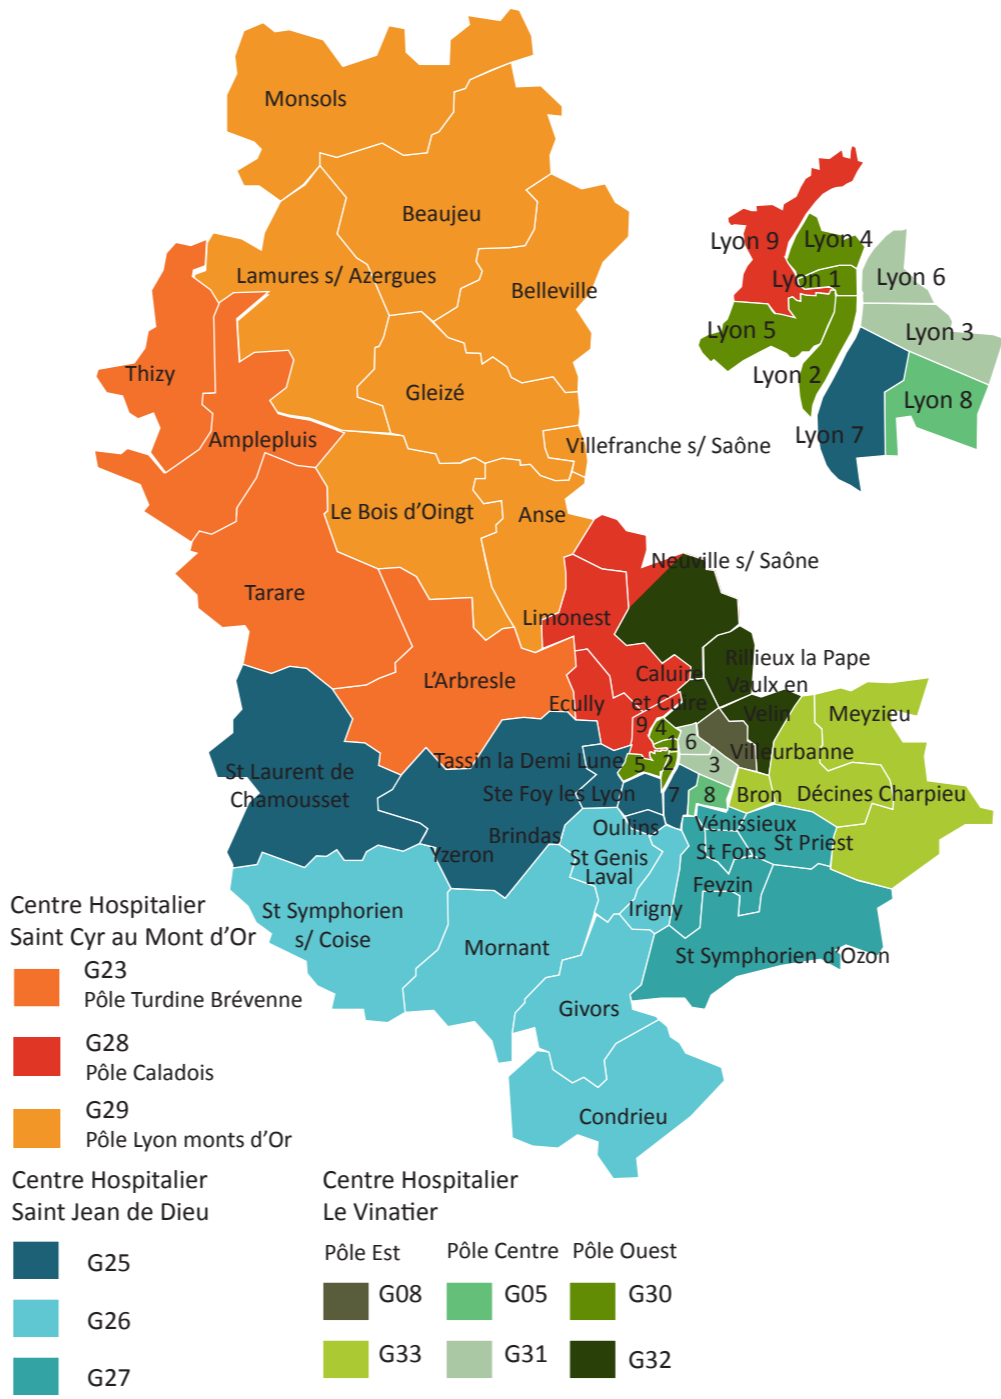 Monsols
Beaujeu
Lamures s/ Azergues
Belleville
Thizy
Gleizé
Amplepluis
Villefranche s/ Saône
Le Bois d'Oingt
Anse
Tarare
Neuville s/ Saône
Limonest
L'Arbresle
Ecully
Caluire
et Cuire
Rillieux la Pape
Vaulx en
Velin
Meyzieu
9
4
1
6
Villeurbanne
Tassin la Demi Lune
5
2
3
St Laurent de
Chamousset
Ste Foy les Lyon
7
8
Bron
Décines Charpieu
Brindas
Oullins
Vénissieux
St Priest
Yzeron
St Genis
Laval
St Fons
Feyzin
Irigny
St Symphorien
s/ Coise
Mornant
St Symphorien d'Ozon
Givors
Condrieu
Lyon 9
Lyon 4
Lyon 1
Lyon 6
Lyon 5
Lyon 3
Lyon 2
Lyon 8
Lyon 7
Centre Hospitalier
Saint Cyr au Mont d'Or
G23
Pôle Turdine Brévenne
G28
Pôle Caladois
G29
Pôle Lyon monts d'Or
Centre Hospitalier
Saint Jean de Dieu
G25
G26
G27
Centre Hospitalier
Le Vinatier
Pôle Est
Pôle Centre
Pôle Ouest
G08
G05
G30
G33
G31
G32